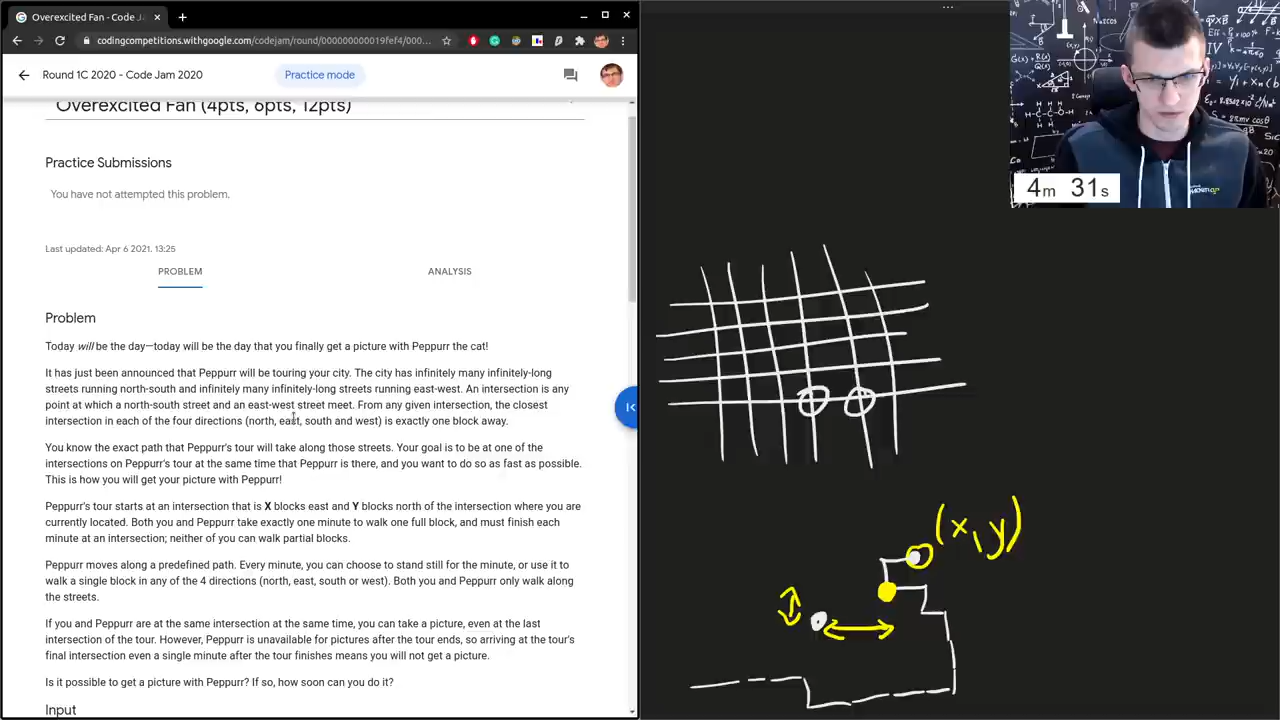 Overexcited Fan - Code J
codingcompetitions.withgoogle.com/codejam/round/000000000019fef4/000...
Round 1C 2020 - Code Jam 2020
Practice mode
Overexcited Fan (4pts, 6pts, 12pts)
Practice Submissions
You have not attempted this problem.
Last updated: Apr 6 2021, 13:25
PROBLEM
ANALYSIS
Problem
Today will be the day—today will be the day that you finally get a picture with Peppurr the cat!
It has just been announced that Peppurr will be touring your city. The city has infinitely many infinitely-long
streets running north-south and infinitely many infinitely-long streets running east-west. An intersection is any
point at which a north-south street and an east-west street meet. From any given intersection, the closest
intersection in each of the four directions (north, east, south and west) is exactly one block away.
You know the exact path that Peppurr's tour will take along those streets. Your goal is to be at one of the
intersections on Peppurr's tour at the same time that Peppurr is there, and you want to do so as fast as possible.
This is how you will get your picture with Peppurr!
Peppurr's tour starts at an intersection that is X blocks east and Y blocks north of the intersection where you are
currently located. Both you and Peppurr take exactly one minute to walk one full block, and must finish each
minute at an intersection; neither of you can walk partial blocks.
Peppurr moves along a predefined path. Every minute, you can choose to stand still for the minute, or use it to
walk a single block in any of the 4 directions (north, east, south or west). Both you and Peppurr only walk along
the streets.
If you and Peppurr are at the same intersection at the same time, you can take a picture, even at the last
intersection of the tour. However, Peppurr is unavailable for pictures after the tour ends, so arriving at the tour's
final intersection even a single minute after the tour finishes means you will not get a picture.
Is it possible to get a picture with Peppurr? If so, how soon can you do it?
Input
4m 31s
(x,y)